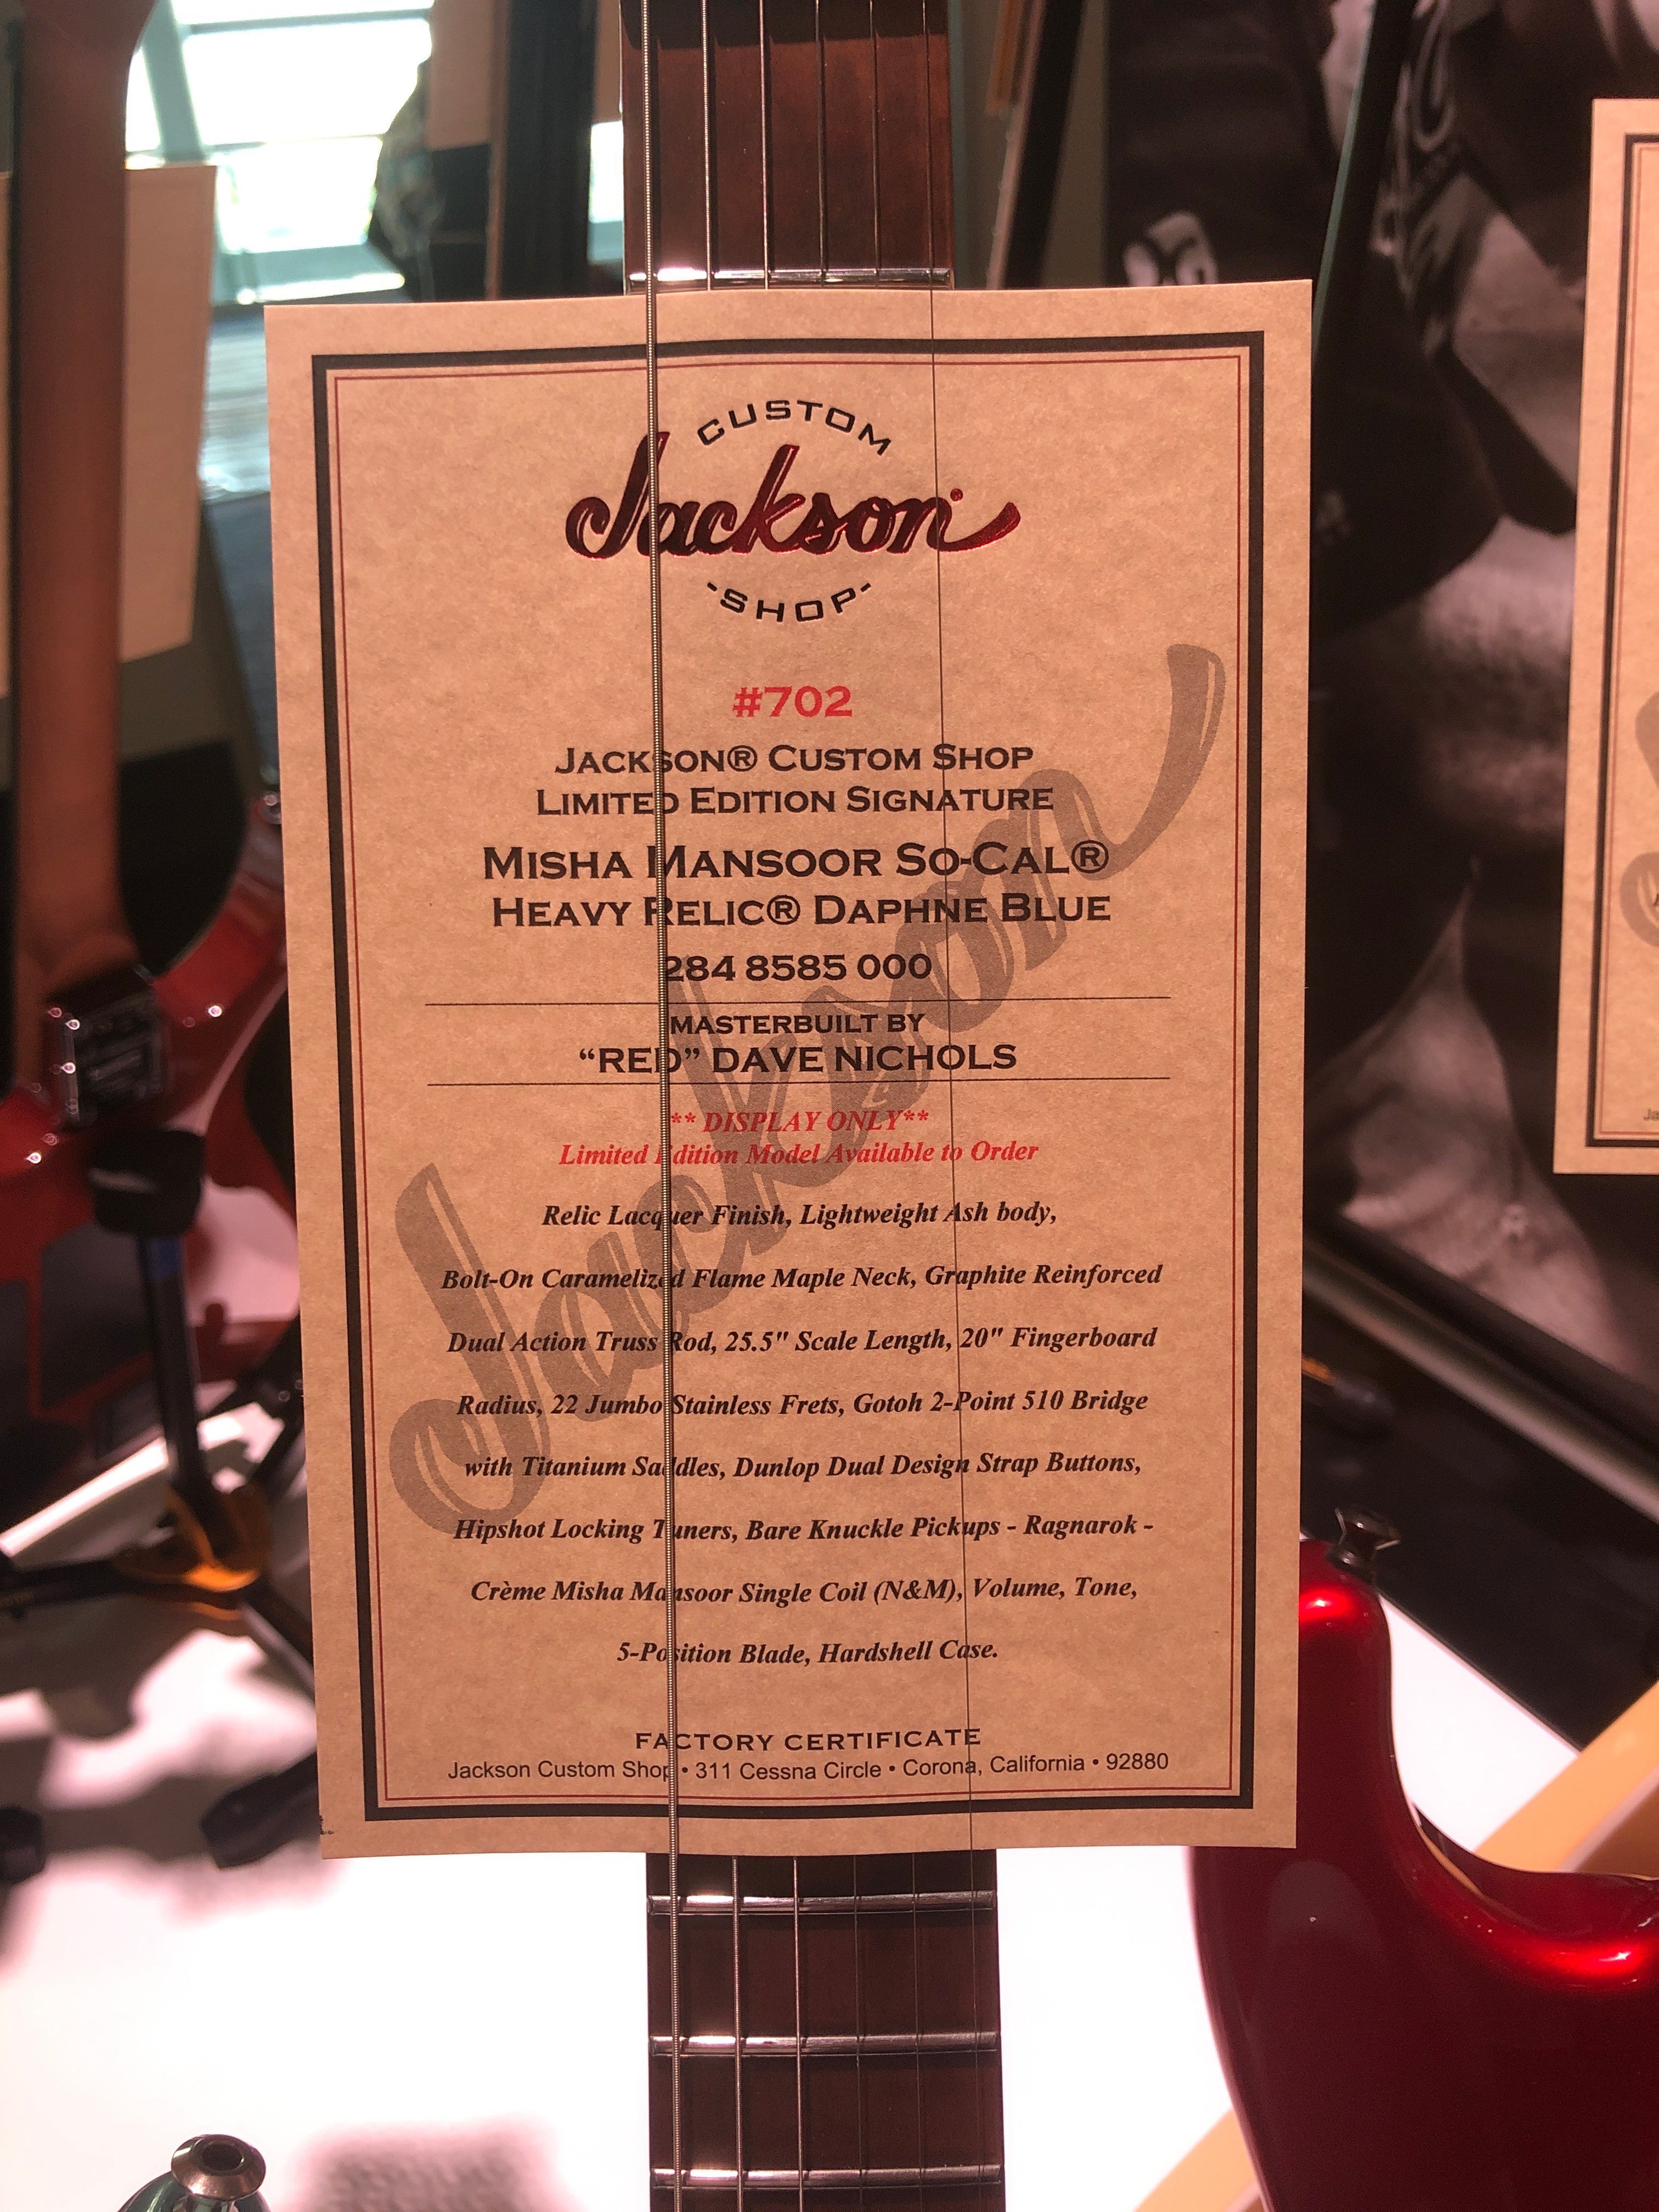 CUSTOM
Jackson
-SHOP-
#702
JACKSON® CUSTOM SHOP
LIMITED EDITION SIGNATURE
MISHA MANSOOR SO-CAL®
HEAVY RELIC® DAPHNE BLUE
284 8585 000
MASTERBUILT BY
“RED” DAVE NICHOLS
** DISPLAY ONLY**
Limited Edition Model Available to Order
Relic Lacquer Finish, Lightweight Ash body,
Bolt-On Caramelized Flame Maple Neck, Graphite Reinforced
Dual Action Truss Rod, 25.5" Scale Length, 20" Fingerboard
Radius, 22 Jumbo Stainless Frets, Gotoh 2-Point 510 Bridge
with Titanium Saddles, Dunlop Dual Design Strap Buttons,
Hipshot Locking Tuners, Bare Knuckle Pickups - Ragnarok -
Crème Misha Mansoor Single Coil (N&M), Volume, Tone,
5-Position Blade, Hardshell Case.
FACTORY CERTIFICATE
Jackson Custom Shop • 311 Cessna Circle • Corona, California • 92880
Jackson